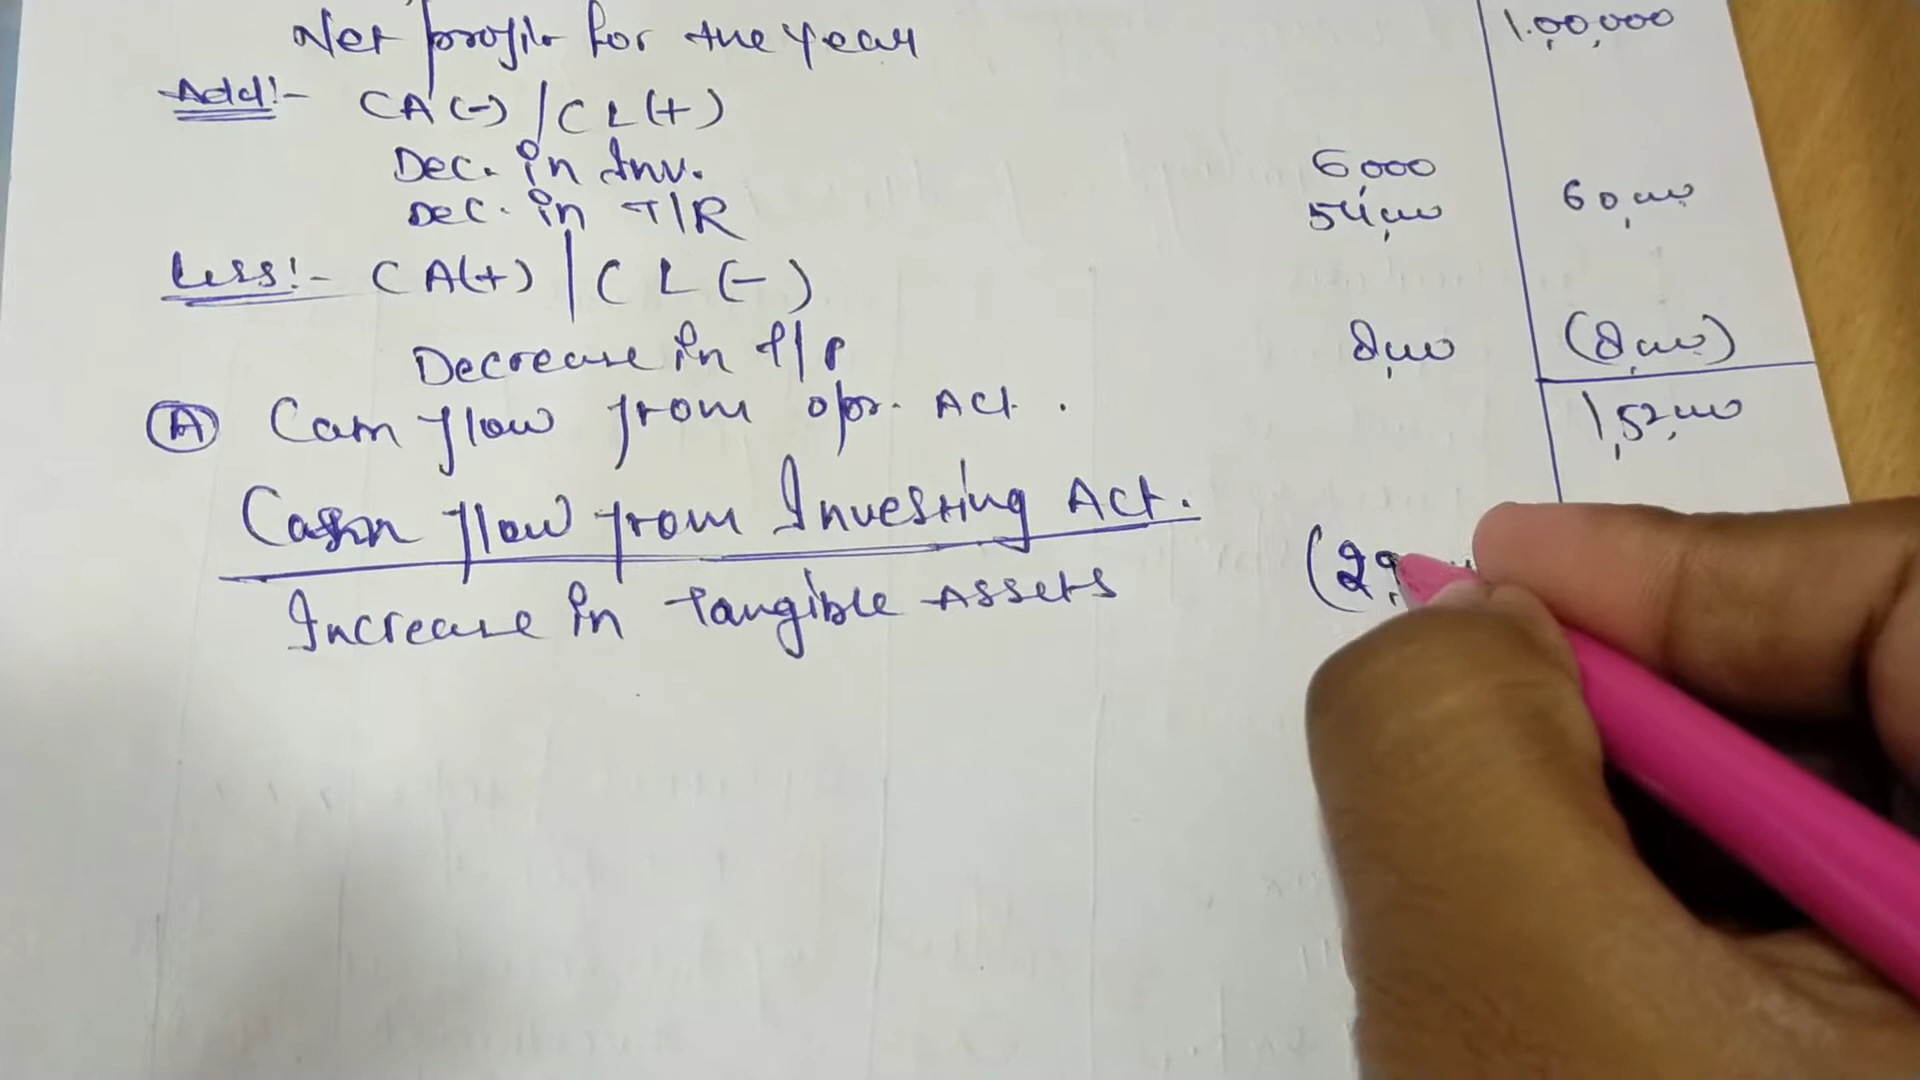 Net profit for the year 1,00,000
Add:- CA(-) / CL(+)
Dec. in Inv. 6,000
Dec. in T/R 54,000 60,000
Less:- CA(+) | CL(-)
Decrease in T/P 8,000 (8,000)
(A) Cash flow from opr. Act. 1,52,000
Cash flow from Investing Act.
Increase in Tangible Assets (29,